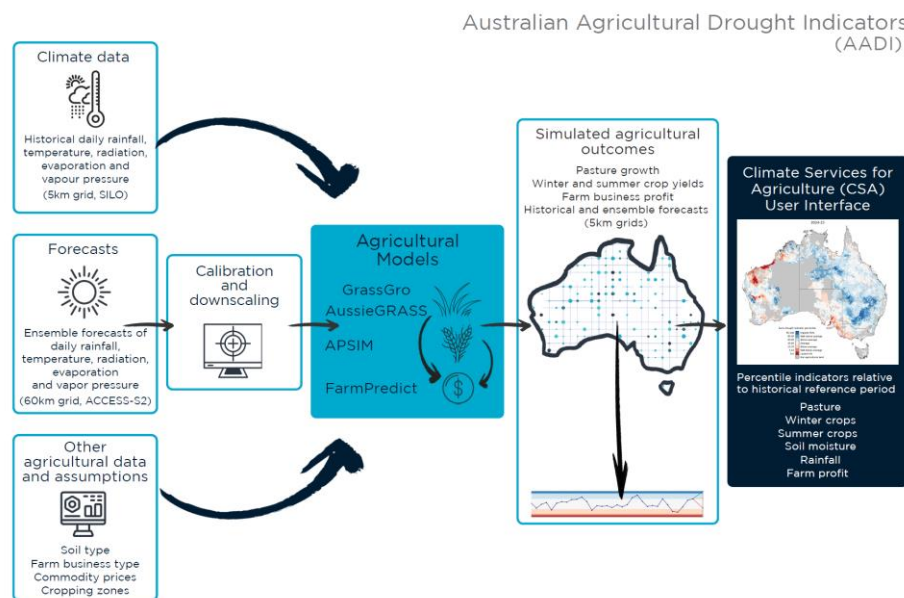 Australian Agricultural Drought Indicators
(AADI)
Climate data
Historical daily rainfall,
temperature, radiation,
evaporation and
vapour pressure
(5km grid, SILO)
Forecasts
Ensemble forecasts of
daily rainfall,
temperature, radiation,
evaporation
and vapor pressure
(60km grid, ACCESS-S2)
Other
agricultural data
and assumptions
Soil type
Farm business type
Commodity prices
Cropping zones
Calibration
and
downscaling
Agricultural
Models
GrassGro
AussieGRASS
APSIM
FarmPredict
$
Simulated agricultural
outcomes
Pasture growth
Winter and summer crop yields
Farm business profit
Historical and ensemble forecasts
(5km grids)
Climate Services for
Agriculture (CSA)
User Interface
Percentile indicators relative
to historical reference period
Pasture
Winter crops
Summer crops
Soil moisture
Rainfall
Farm profit